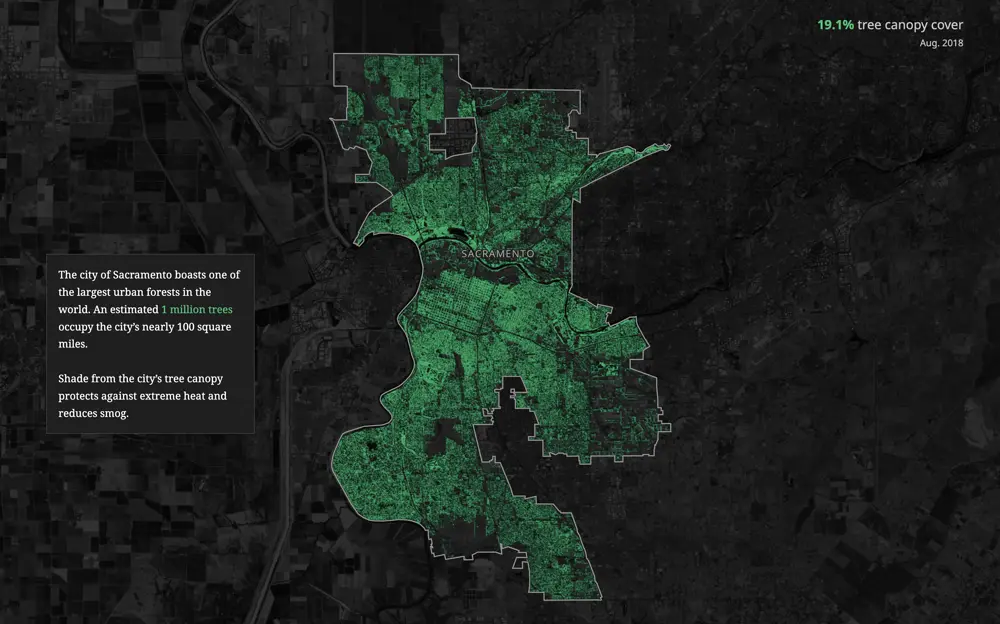 19.1% tree canopy cover
Aug. 2018
SACRAMENTO
The city of Sacramento boasts one of
the largest urban forests in the
world. An estimated 1 million trees
occupy the city’s nearly 100 square
miles.
Shade from the city’s tree canopy
protects against extreme heat and
reduces smog.